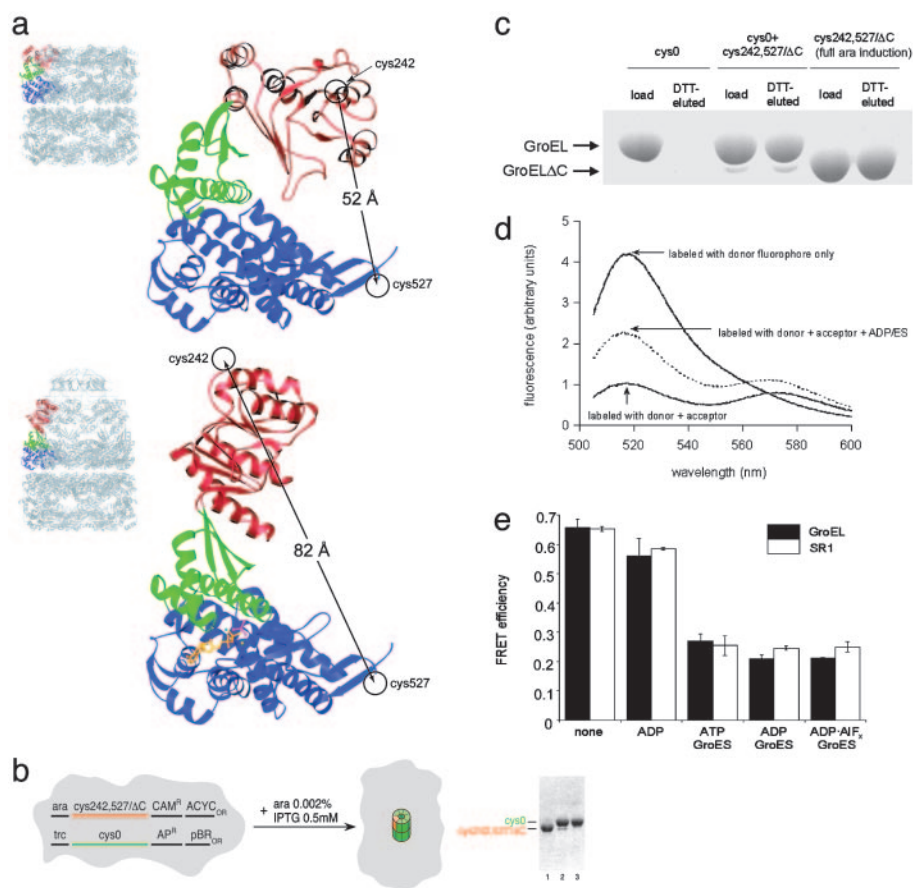 a
cys242
52 Å
cys527
cys242
82 Å
cys527
b
ara cys242,527/ΔC CAM^R ACYC_OR
trc cys0 AP^R pBR_OR
+ ara 0.002%
IPTG 0.5mM
cys0
1 2 3
c
cys0
cys0+
cys242,527/ΔC
cys242,527/ΔC
(full ara induction)
load
DTT-
eluted
load
DTT-
eluted
load
DTT-
eluted
GroEL
GroELΔC
d
fluorescence (arbitrary units)
5
4
3
2
1
0
labeled with donor fluorophore only
labeled with donor + acceptor + ADP/ES
labeled with donor + acceptor
500 520 540 560 580 600
wavelength (nm)
e
FRET efficiency
0.7
0.6
0.5
0.4
0.3
0.2
0.1
0
GroEL
SR1
none
ADP
ATP
GroES
ADP
GroES
ADP·AlF_x
GroES